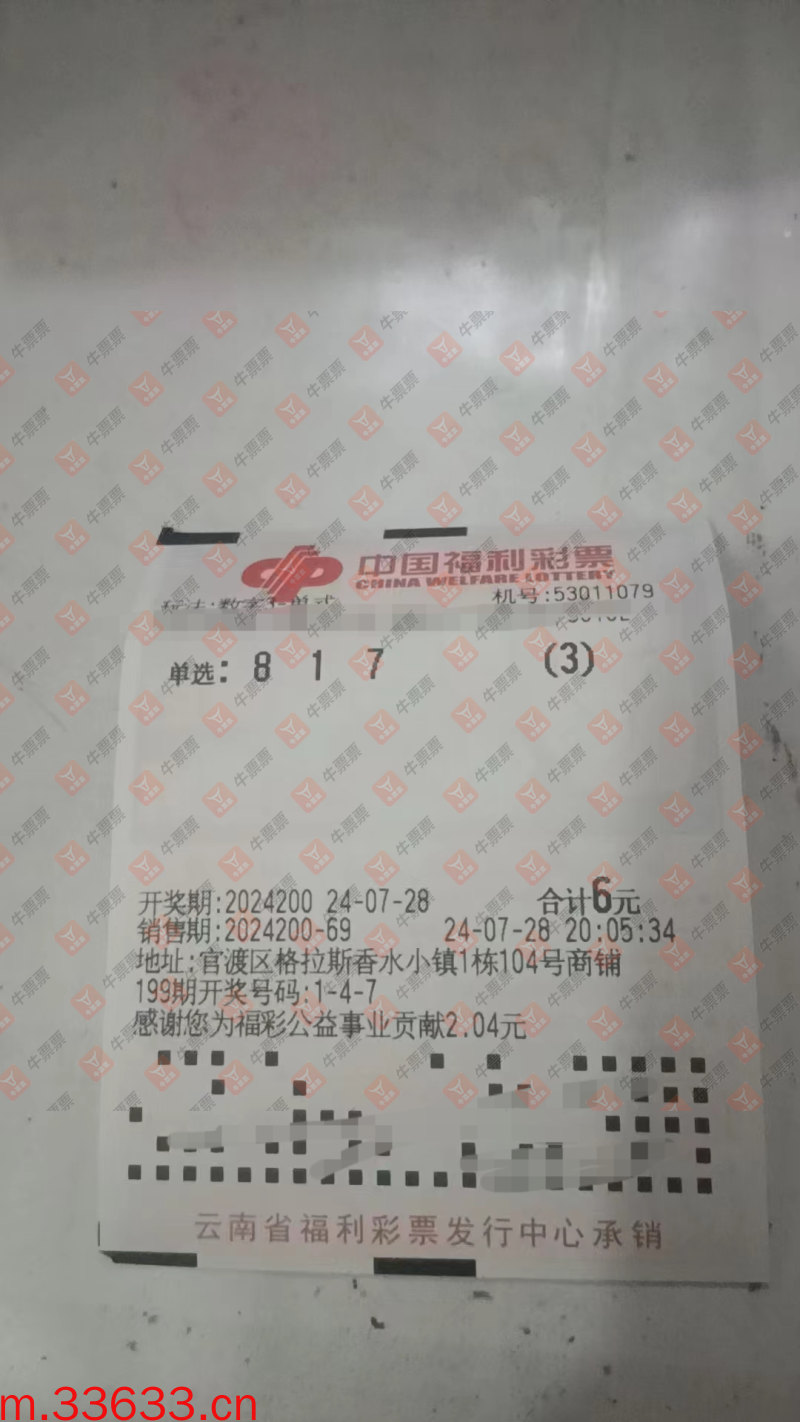 中国福利彩票
CHINA WELFARE LOTTERY
机号:53011079
单选: 8 1 7 (3)
开奖期:2024200 24-07-28 合计6元
销售期:2024200-69 24-07-28 20:05:34
地址:官渡区格拉斯香水小镇1栋104号商铺
199期开奖号码:1-4-7
感谢您为福彩公益事业贡献2.04元
云南省福利彩票发行中心承销
牛票票
m.33633.cn